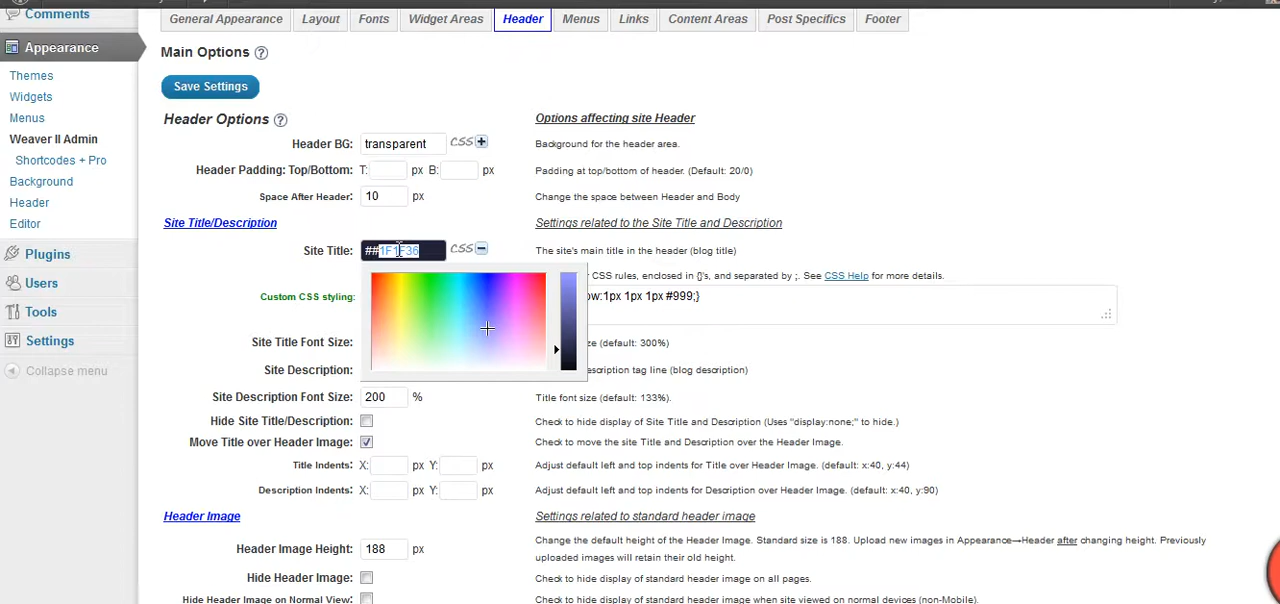 Comments
General Appearance Layout Fonts Widget Areas Header Menus Links Content Areas Post Specifics Footer
Appearance
Main Options ?
Themes
Widgets
Save Settings
Menus
Header Options ? Options affecting site Header
Weaver II Admin
Header BG: transparent CSS+ Background for the header area.
Shortcodes + Pro
Header Padding: Top/Bottom: T: px B: px Padding at top/bottom of header. (Default: 20/0)
Background
Space After Header: 10 px Change the space between Header and Body
Header
Editor
Site Title/Description Settings related to the Site Title and Description
Plugins
Site Title: ##1F1F36 CSS− The site's main title in the header (blog title)
Users
CSS rules, enclosed in {}'s, and separated by ;. See CSS Help for more details.
Custom CSS styling: ow:1px 1px 1px #999;}
Tools
Settings
Site Title Font Size: ze (default: 300%)
Collapse menu
Site Description: scription tag line (blog description)
Site Description Font Size: 200 % Title font size (default: 133%).
Hide Site Title/Description: Check to hide display of Site Title and Description (Uses "display:none;" to hide.)
Move Title over Header Image: Check to move the site Title and Description over the Header Image.
Title Indents: X: px Y: px Adjust default left and top indents for Title over Header Image. (default: x:40, y:44)
Description Indents: X: px Y: px Adjust default left and top indents for Description over Header Image. (default: x:40, y:90)
Header Image Settings related to standard header image
Header Image Height: 188 px Change the default height of the Header Image. Standard size is 188. Upload new images in Appearance→Header after changing height. Previously
uploaded images will retain their old height.
Hide Header Image: Check to hide display of standard header image on all pages.
Hide Header Image on Normal View: Check to hide display of standard header image when site viewed on normal devices (non-Mobile).